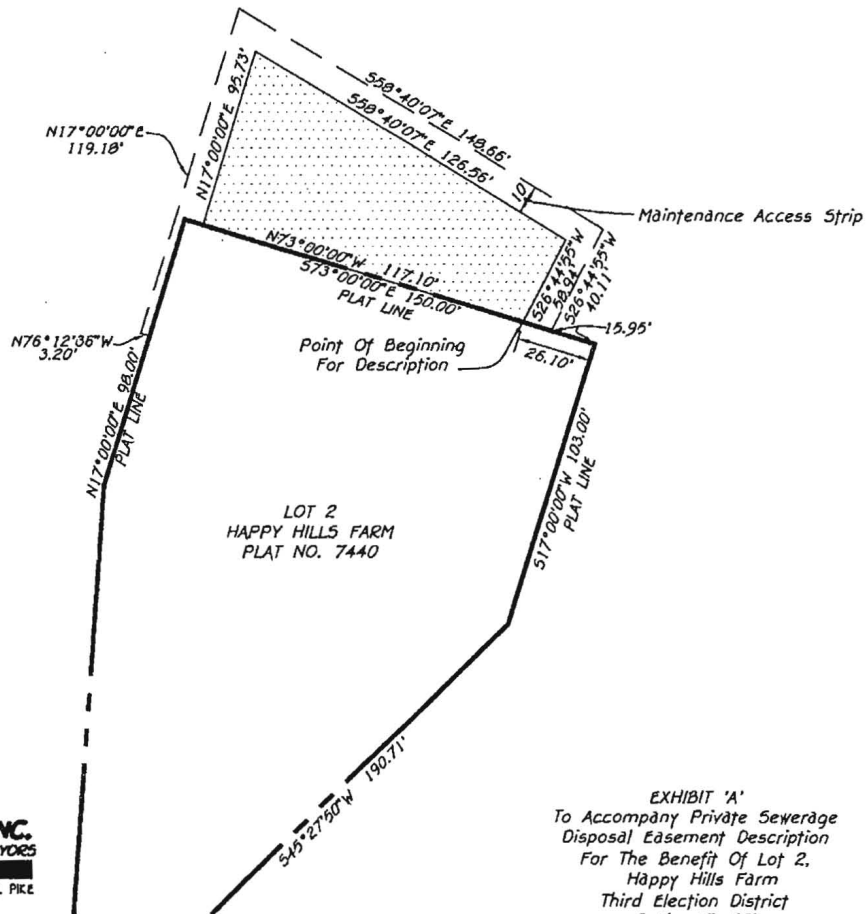 N17°00'00"E
119.18'
N17°00'00"E 95.73'
S58°40'07"E 148.66'
S58°40'07"E 126.56'
10
Maintenance Access Strip
N73°00'00"W 117.10'
S73°00'00"E 150.00'
PLAT LINE
S26°44'55"W
50.94'
S26°44'55"W
40.11'
15.95'
26.10'
Point Of Beginning
For Description
N76°12'36"W
3.20'
N17°00'00"E 98.00'
PLAT LINE
S17°00'00"W 103.00'
PLAT LINE
LOT 2
HAPPY HILLS FARM
PLAT NO. 7440
S45°27'50"W 190.71'
NC.
YORS
PIKE
EXHIBIT 'A'
To Accompany Private Sewerage
Disposal Easement Description
For The Benefit Of Lot 2,
Happy Hills Farm
Third Election District